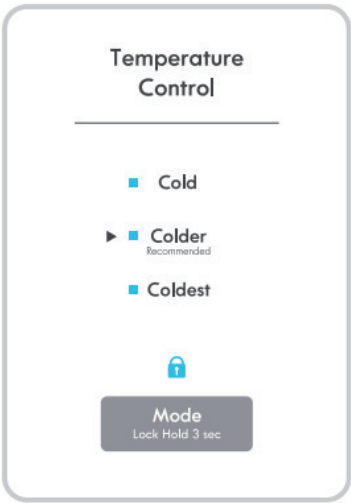 Temperature
Control
Cold
Colder
Recommended
Coldest
Mode
Lock Hold 3 sec